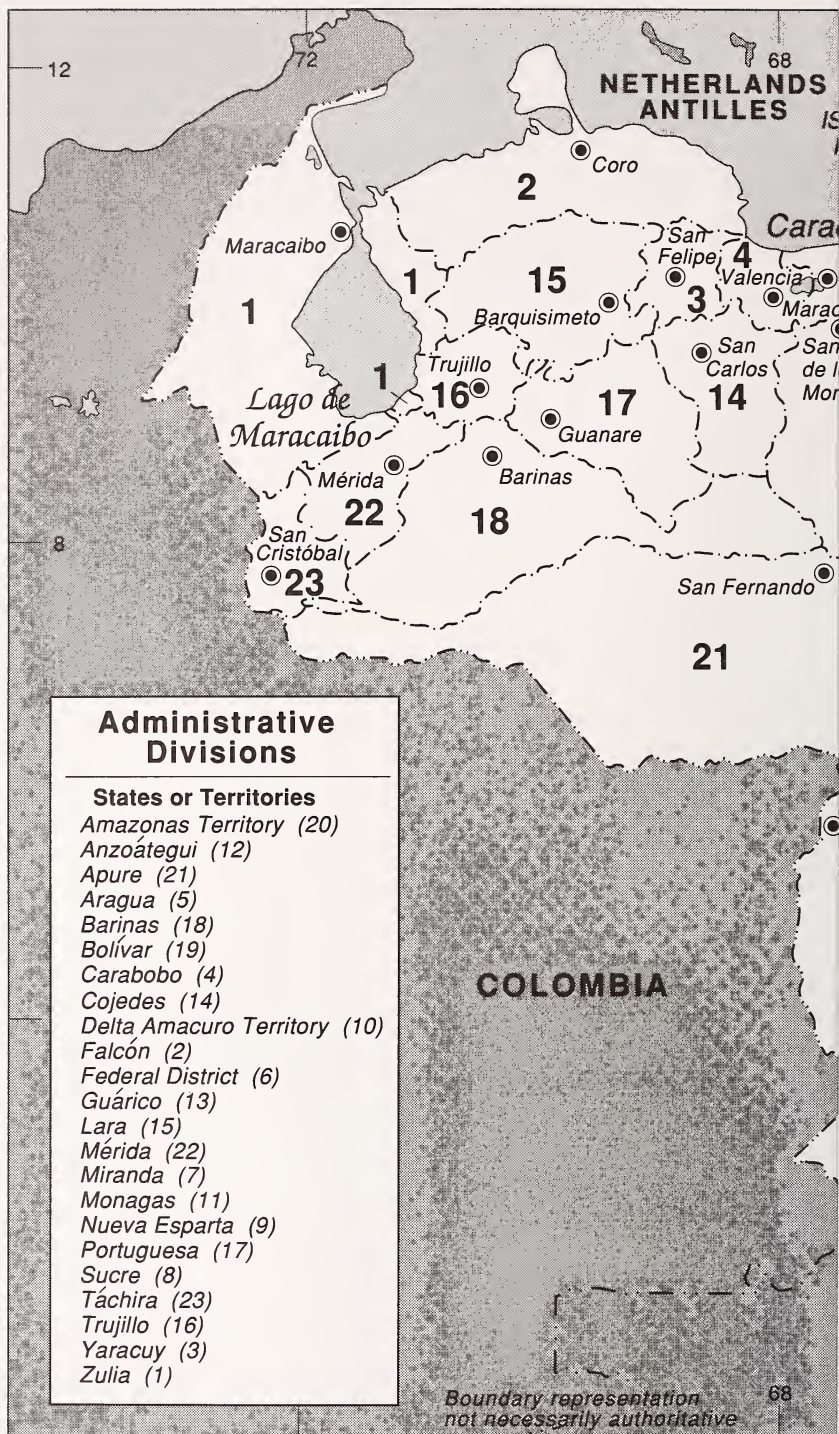 72
12
68
NETHERLANDS
ANTILLES
Coro
2
Maracaibo
San
Felipe
4
Valencia
1
1
15
3
Barquisimeto
Trujillo
San
Carlos
1
16
17
14
Lago de
Maracaibo
Guanare
Mérida
Barinas
22
18
8
San
Cristóbal
23
San Fernando
21
Administrative
Divisions
States or Territories
Amazonas Territory (20)
Anzoátegui (12)
Apure (21)
Aragua (5)
Barinas (18)
Bolívar (19)
Carabobo (4)
Cojedes (14)
Delta Amacuro Territory (10)
Falcón (2)
Federal District (6)
Guárico (13)
Lara (15)
Mérida (22)
Miranda (7)
Monagas (11)
Nueva Esparta (9)
Portuguesa (17)
Sucre (8)
Táchira (23)
Trujillo (16)
Yaracuy (3)
Zulia (1)
COLOMBIA
Boundary representation
not necessarily authoritative
68